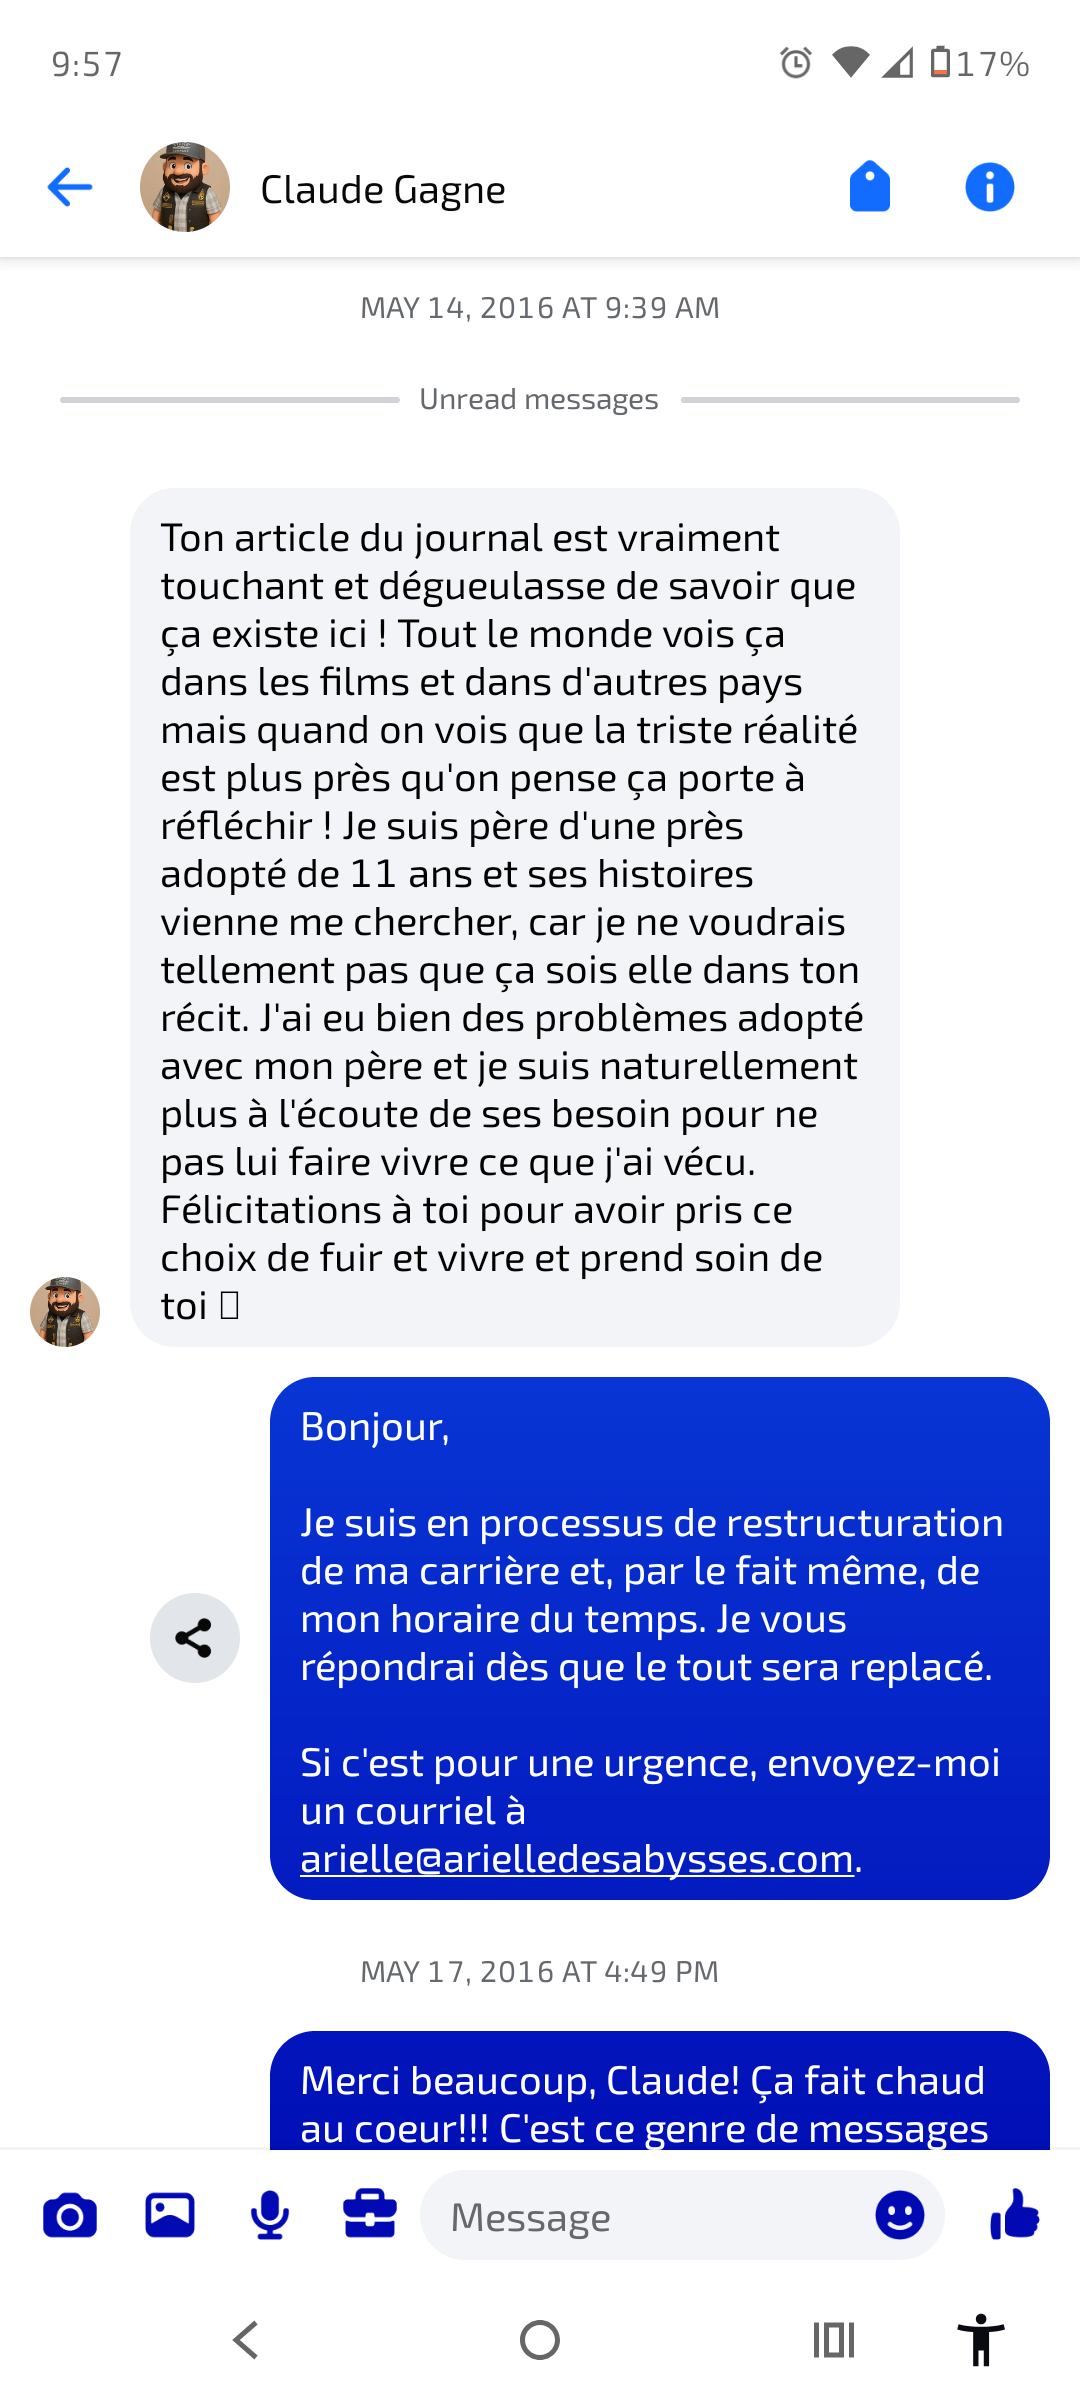 9:57
17%
Claude Gagne
MAY 14, 2016 AT 9:39 AM
Unread messages
Ton article du journal est vraiment
touchant et dégueulasse de savoir que
ça existe ici ! Tout le monde vois ça
dans les films et dans d'autres pays
mais quand on vois que la triste réalité
est plus près qu'on pense ça porte à
réfléchir ! Je suis père d'une près
adopté de 11 ans et ses histoires
vienne me chercher, car je ne voudrais
tellement pas que ça sois elle dans ton
récit. J'ai eu bien des problèmes adopté
avec mon père et je suis naturellement
plus à l'écoute de ses besoin pour ne
pas lui faire vivre ce que j'ai vécu.
Félicitations à toi pour avoir pris ce
choix de fuir et vivre et prend soin de
toi
Bonjour,
Je suis en processus de restructuration
de ma carrière et, par le fait même, de
mon horaire du temps. Je vous
répondrai dès que le tout sera replacé.
Si c'est pour une urgence, envoyez-moi
un courriel à
arielle@arielledesabysses.com.
MAY 17, 2016 AT 4:49 PM
Merci beaucoup, Claude! Ça fait chaud
au coeur!!! C'est ce genre de messages
Message